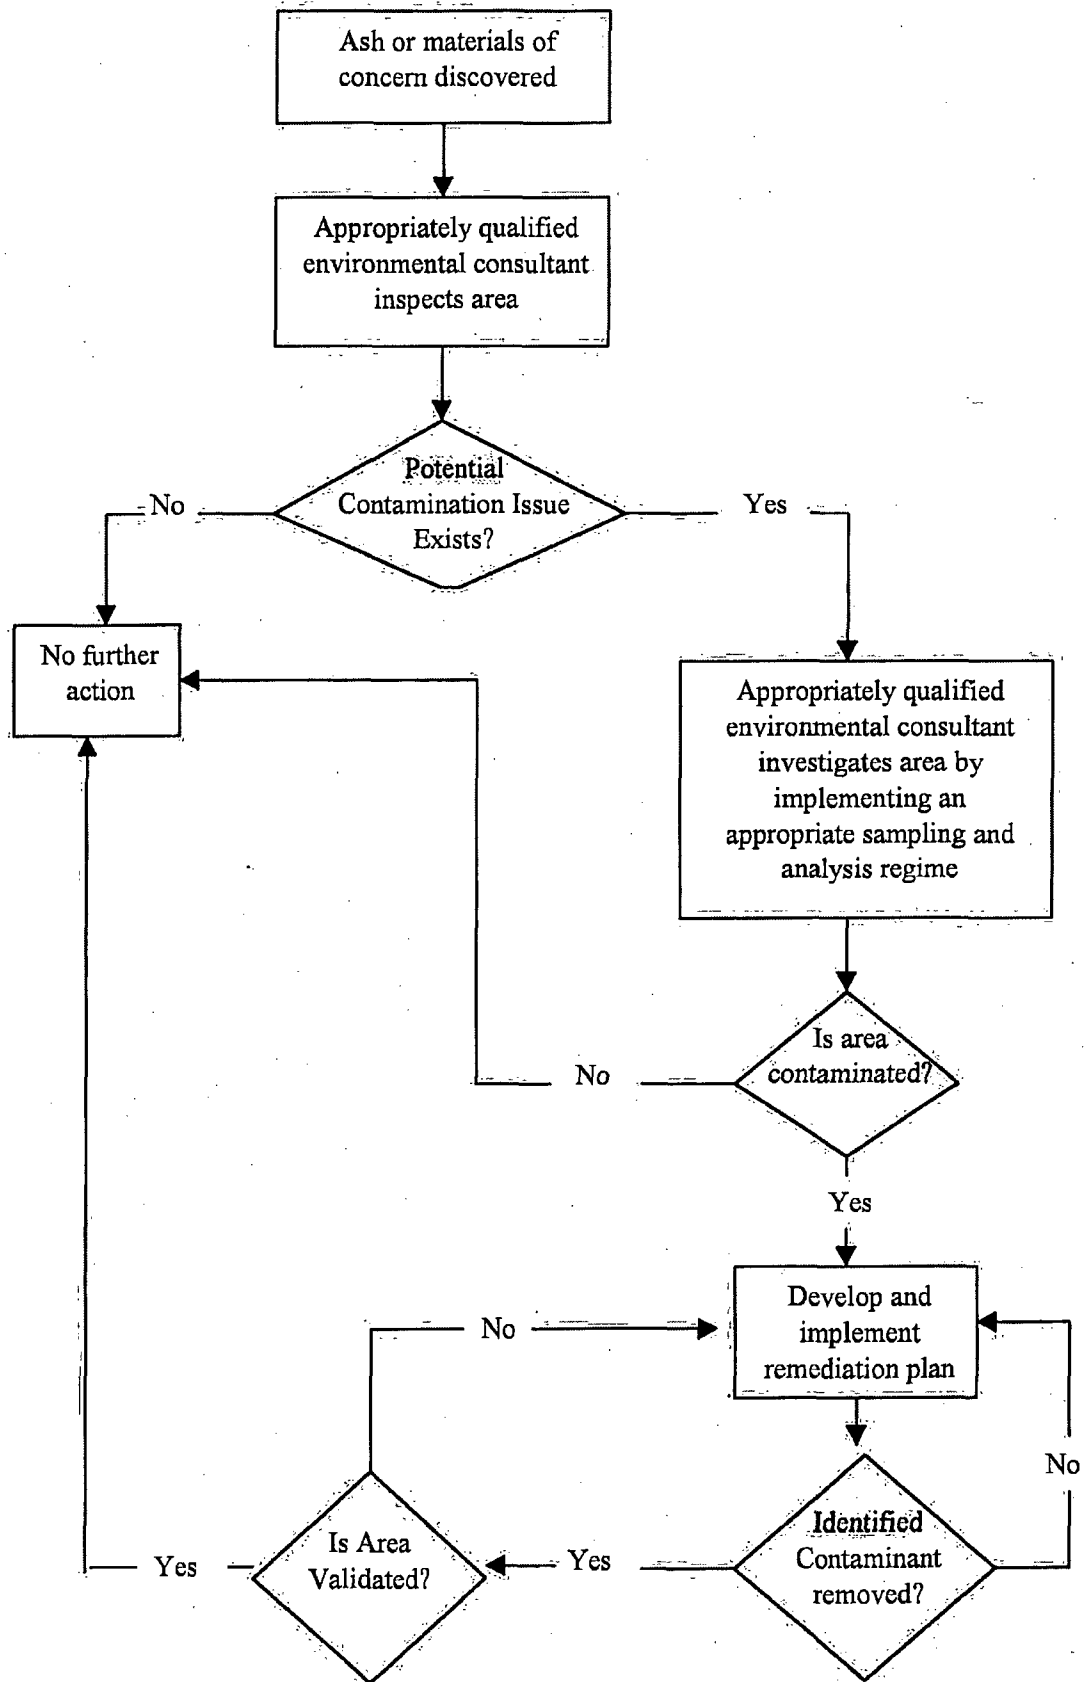 Ash or materials of
concern discovered
Appropriately qualified
environmental consultant
inspects area
Potential
Contamination Issue
Exists?
No
Yes
No further
action
Appropriately qualified
environmental consultant
investigates area by
implementing an
appropriate sampling and
analysis regime
Is area
contaminated?
No
Yes
Develop and
implement
remediation plan
No
No
Identified
Contaminant
removed?
Yes
Is Area
Validated?
Yes